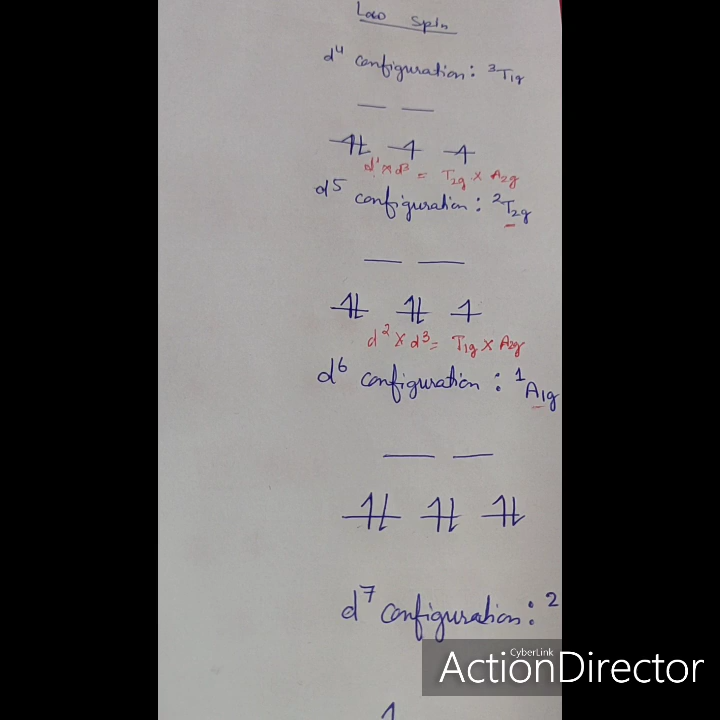 Low Spin
d⁴ configuration: ³T₁g
d¹ x d³ = T₂g x A₂g
d⁵ configuration: ²T₂g
d² x d³ = T₁g x A₂g
d⁶ configuration: ¹A₁g
d⁷ configuration: ²
CyberLink
ActionDirector